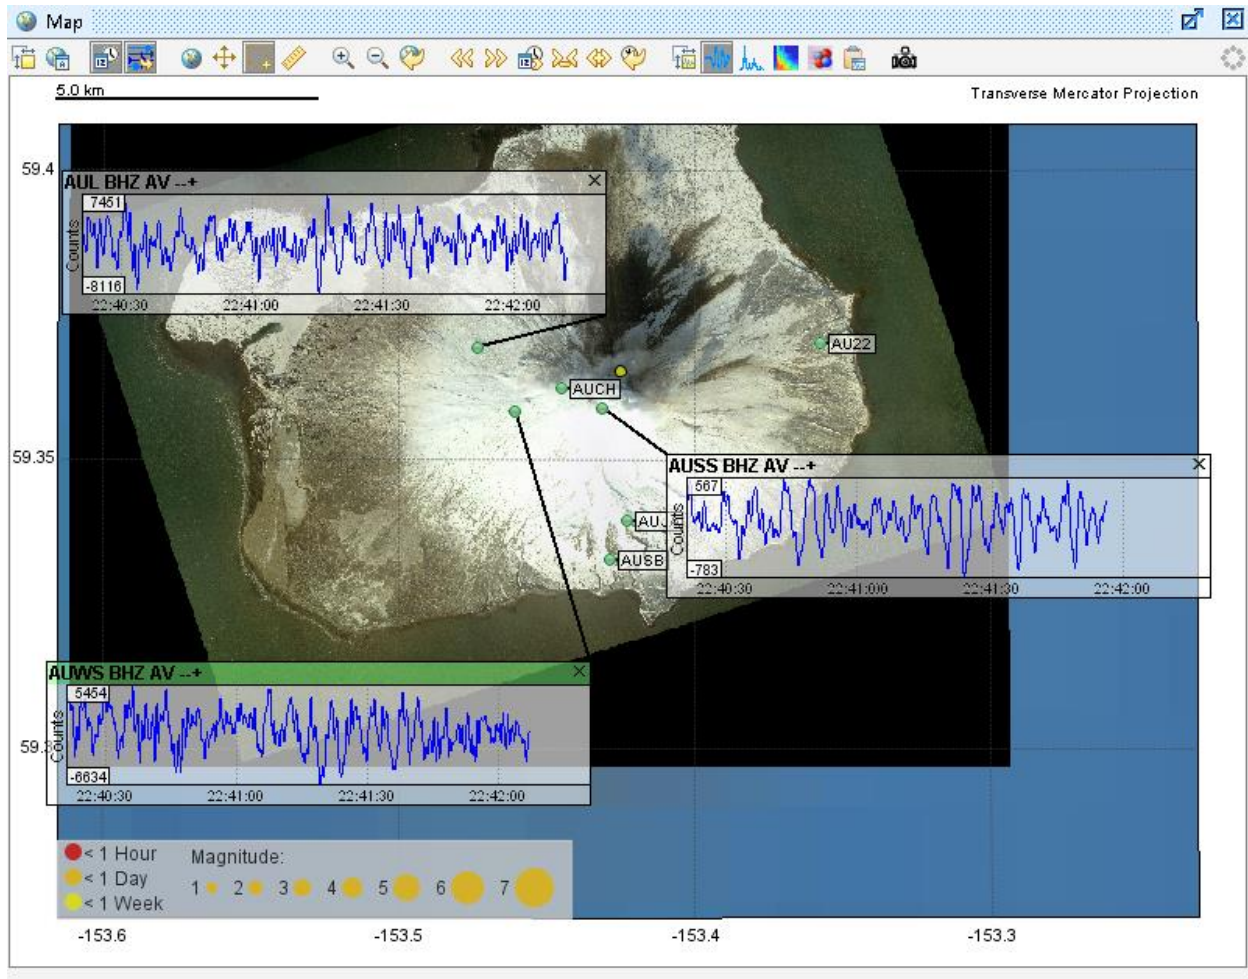 Map
5.0 km
Transverse Mercator Projection
59.4
AUL BHZ AV --+
7451
Counts
-8116
22:40:30 22:41:00 22:41:30 22:42:00
AU22
AUCH
59.35
AUSS BHZ AV --+
567
Counts
-783
22:40:30 22:41:00 22:41:30 22:42:00
AUJ
AUSB
AUWS BHZ AV --+
5454
Counts
-6634
22:40:30 22:41:00 22:41:30 22:42:00
59.3
< 1 Hour
< 1 Day
< 1 Week
Magnitude:
1 2 3 4 5 6 7
-153.6 -153.5 -153.4 -153.3